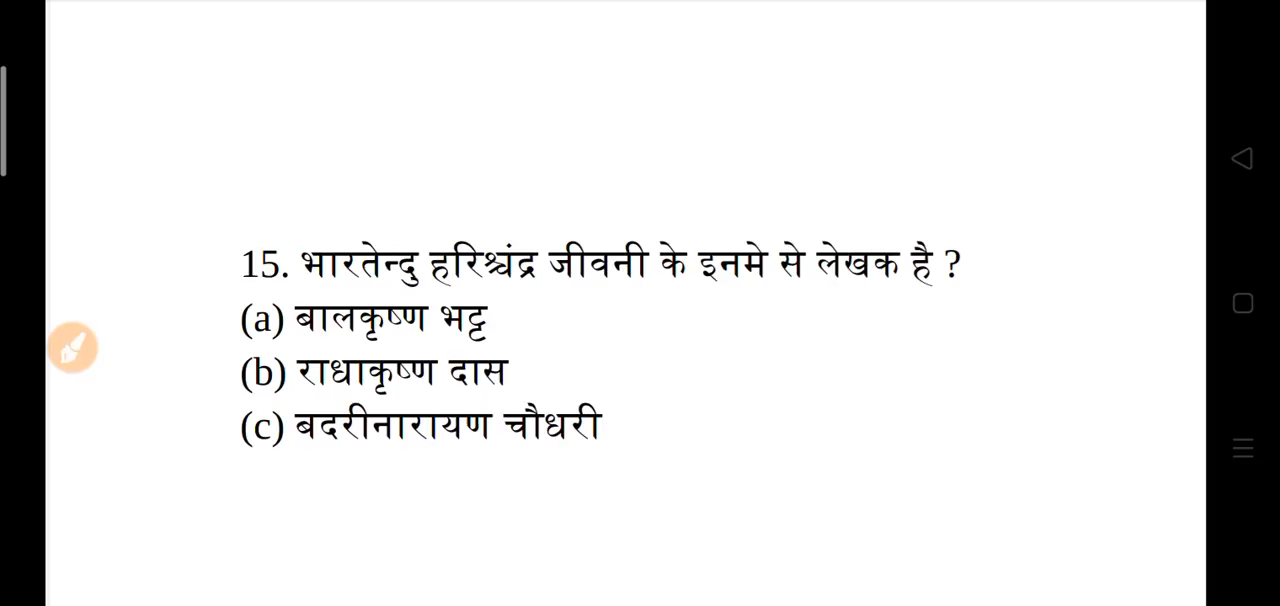 15. भारतेन्दु हरिश्चंद्र जीवनी के इनमे से लेखक है ?
(a) बालकृष्ण भट्ट
(b) राधाकृष्ण दास
(c) बदरीनारायण चौधरी